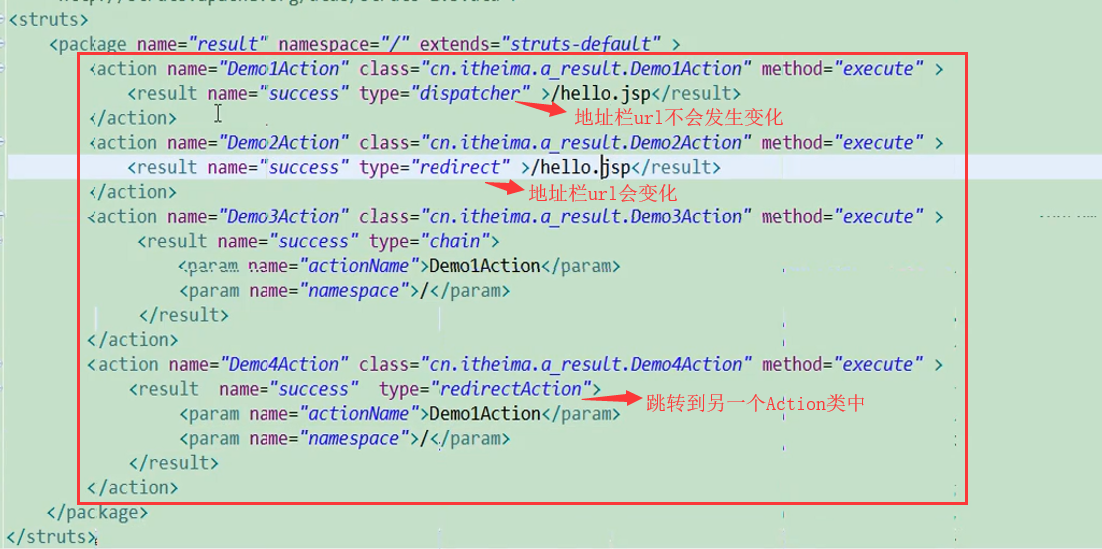 <struts>
<package name="result" namespace="/" extends="struts-default" >
<action name="Demo1Action" class="cn.itheima.a_result.Demo1Action" method="execute" >
<result name="success" type="dispatcher" >/hello.jsp</result>
地址栏url不会发生变化
</action>
<action name="Demo2Action" class="cn.itheima.a_result.Demo2Action" method="execute" >
<result name="success" type="redirect" >/hello.jsp</result>
地址栏url会变化
</action>
<action name="Demo3Action" class="cn.itheima.a_result.Demo3Action" method="execute" >
<result name="success" type="chain">
<param name="actionName">Demo1Action</param>
<param name="namespace">/</param>
</result>
</action>
<action name="Demo4Action" class="cn.itheima.a_result.Demo4Action" method="execute" >
<result name="success" type="redirectAction">
跳转到另一个Action类中
<param name="actionName">Demo1Action</param>
<param name="namespace">/</param>
</result>
</action>
</package>
</struts>